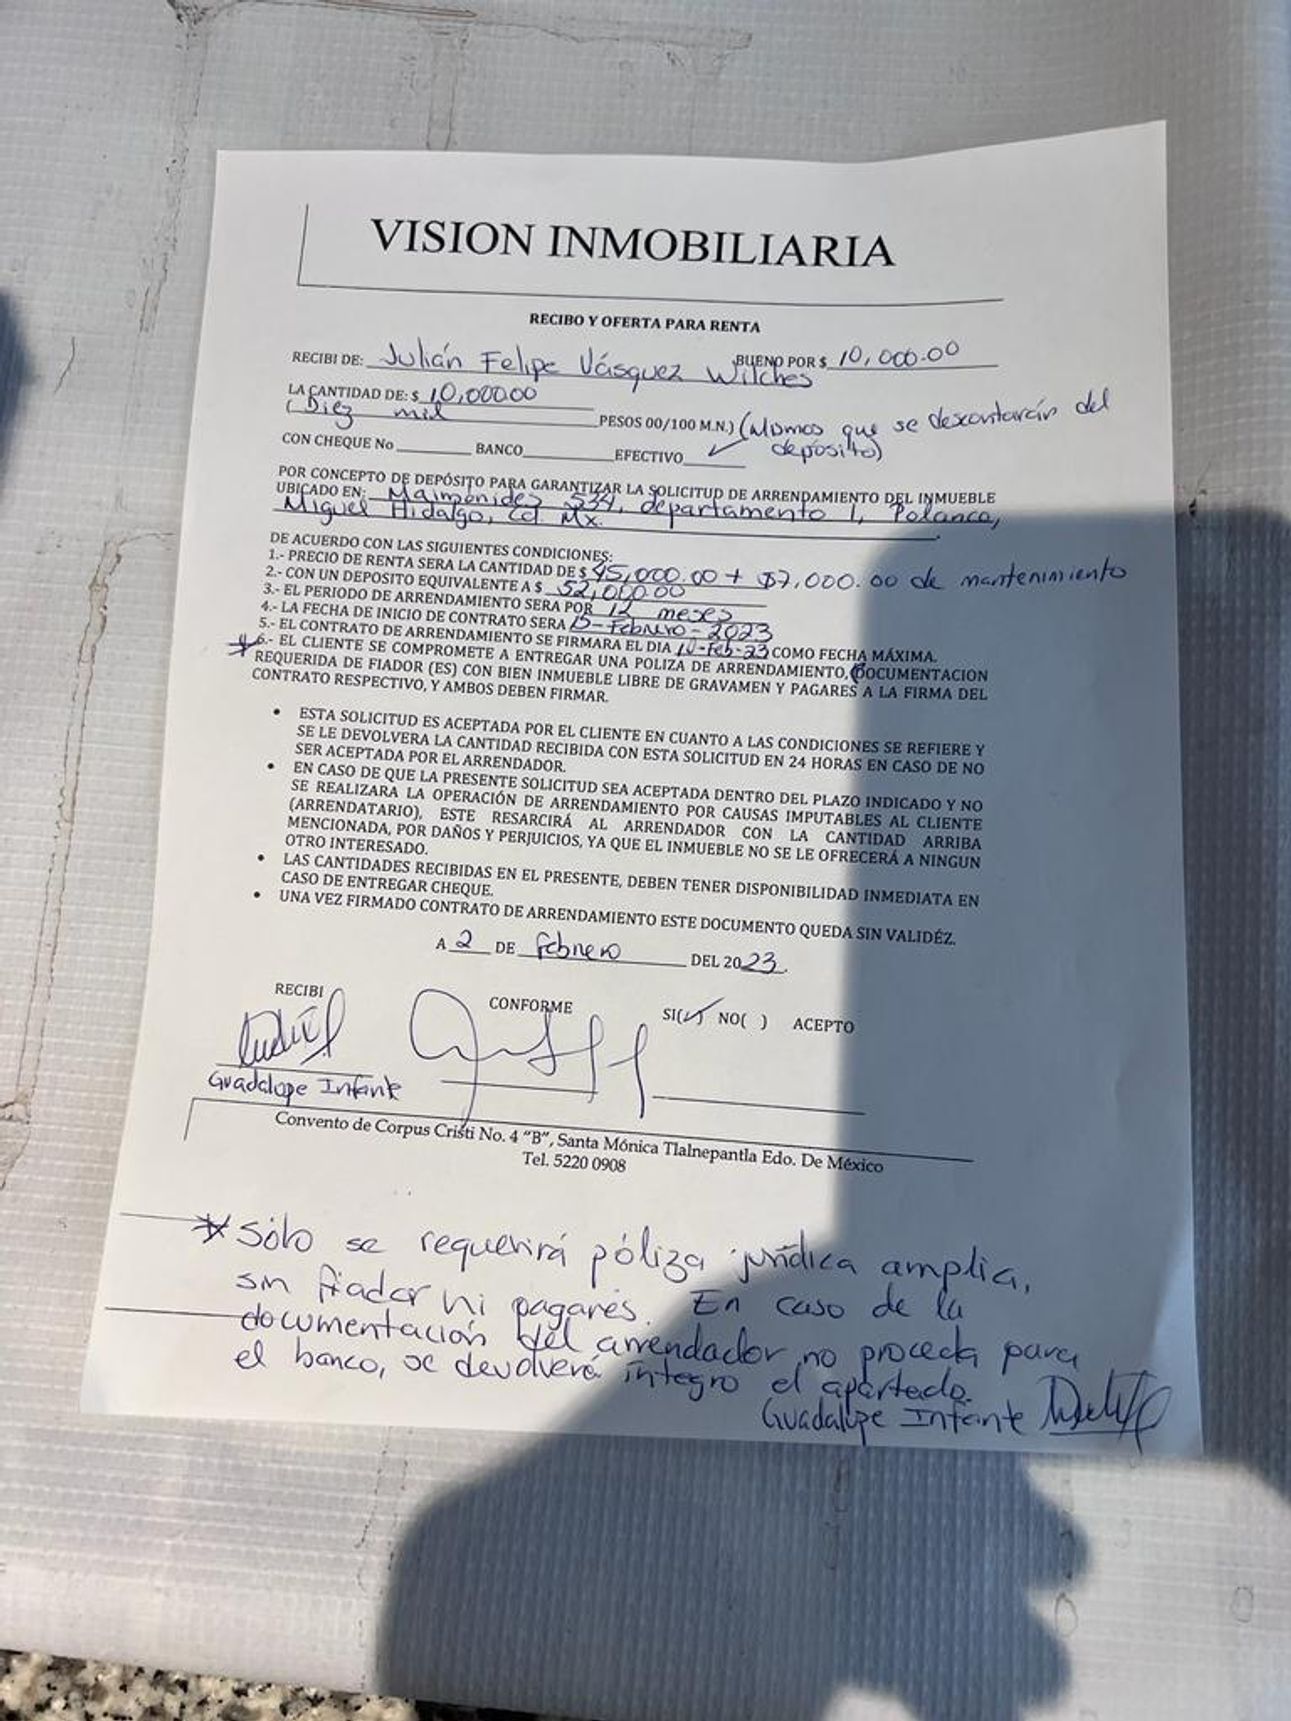 VISION INMOBILIARIA
RECIBO Y OFERTA PARA RENTA
RECIBI DE: Julián Felipe Vásquez Wilches BUENO POR $ 10,000.00
LA CANTIDAD DE: $ 10,000.00
(Diez mil PESOS 00/100 M.N.) (Mismos que se descontarán del
depósito)
CON CHEQUE No BANCO EFECTIVO ✓
POR CONCEPTO DE DEPÓSITO PARA GARANTIZAR LA SOLICITUD DE ARRENDAMIENTO DEL INMUEBLE
UBICADO EN: Maimónides 534, departamento 1, Polanco,
Miguel Hidalgo, Cd. Mx.
DE ACUERDO CON LAS SIGUIENTES CONDICIONES:
1.- PRECIO DE RENTA SERA LA CANTIDAD DE $ 45,000.00 + $7,000.00 de mantenimiento
2.- CON UN DEPOSITO EQUIVALENTE A $ 52,000.00
3.- EL PERIODO DE ARRENDAMIENTO SERA POR 12 meses
4.- LA FECHA DE INICIO DE CONTRATO SERA 15-Febrero-2023
5.- EL CONTRATO DE ARRENDAMIENTO SE FIRMARA EL DIA Feb-23 COMO FECHA MÁXIMA.
* 6.- EL CLIENTE SE COMPROMETE A ENTREGAR UNA POLIZA DE ARRENDAMIENTO, DOCUMENTACION
REQUERIDA DE FIADOR (ES) CON BIEN INMUEBLE LIBRE DE GRAVAMEN Y PAGARES A LA FIRMA DEL
CONTRATO RESPECTIVO, Y AMBOS DEBEN FIRMAR.
• ESTA SOLICITUD ES ACEPTADA POR EL CLIENTE EN CUANTO A LAS CONDICIONES SE REFIERE Y
SE LE DEVOLVERA LA CANTIDAD RECIBIDA CON ESTA SOLICITUD EN 24 HORAS EN CASO DE NO
SER ACEPTADA POR EL ARRENDADOR.
• EN CASO DE QUE LA PRESENTE SOLICITUD SEA ACEPTADA DENTRO DEL PLAZO INDICADO Y NO
SE REALIZARA LA OPERACIÓN DE ARRENDAMIENTO POR CAUSAS IMPUTABLES AL CLIENTE
(ARRENDATARIO), ESTE RESARCIRÁ AL ARRENDADOR CON LA CANTIDAD ARRIBA
MENCIONADA, POR DAÑOS Y PERJUICIOS, YA QUE EL INMUEBLE NO SE LE OFRECERÁ A NINGUN
OTRO INTERESADO.
• LAS CANTIDADES RECIBIDAS EN EL PRESENTE, DEBEN TENER DISPONIBILIDAD INMEDIATA EN
CASO DE ENTREGAR CHEQUE.
• UNA VEZ FIRMADO CONTRATO DE ARRENDAMIENTO ESTE DOCUMENTO QUEDA SIN VALIDÉZ.
A 2 DE febrero DEL 2023.
RECIBI CONFORME SI(✓) NO( ) ACEPTO
Guadalupe Infante
Convento de Corpus Cristi No. 4 "B", Santa Mónica Tlalnepantla Edo. De México
Tel. 5220 0908
* Sólo se requerirá póliza jurídica amplia,
sin fiador ni pagarés. En caso de la
documentación del arrendador no proceda para
el banco, se devolverá íntegro el apartado.
Guadalupe Infante